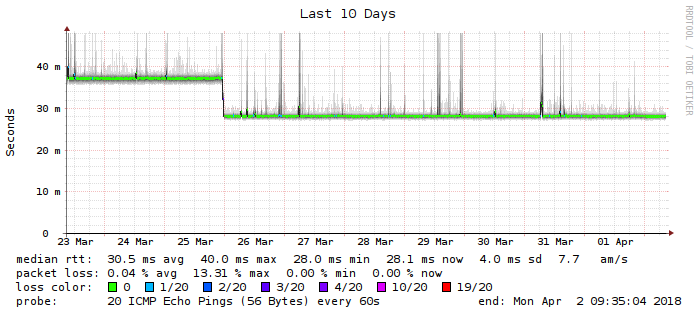 Last 10 Days
RRDTOOL / TOBI OETIKER
Seconds
40 m
30 m
20 m
10 m
0
23 Mar 24 Mar 25 Mar 26 Mar 27 Mar 28 Mar 29 Mar 30 Mar 31 Mar 01 Apr
median rtt: 30.5 ms avg 40.0 ms max 28.0 ms min 28.1 ms now 4.0 ms sd 7.7 am/s
packet loss: 0.04 % avg 13.31 % max 0.00 % min 0.00 % now
loss color: 0 1/20 2/20 3/20 4/20 10/20 19/20
probe: 20 ICMP Echo Pings (56 Bytes) every 60s end: Mon Apr 2 09:35:04 2018